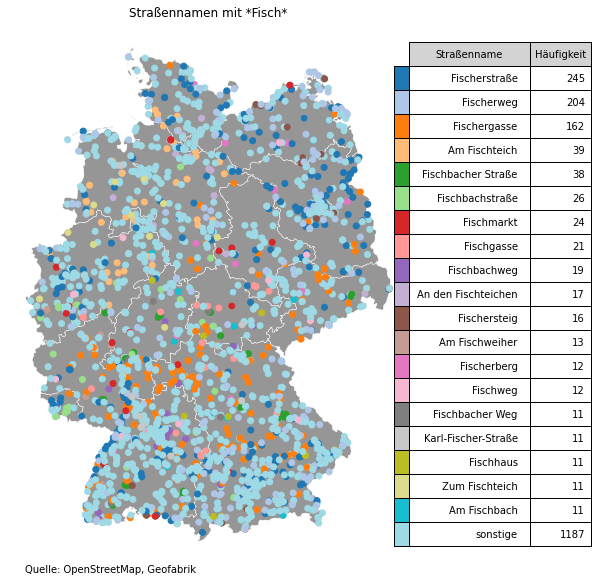 Straßennamen mit *Fisch*
Straßenname Häufigkeit
Fischerstraße 245
Fischerweg 204
Fischergasse 162
Am Fischteich 39
Fischbacher Straße 38
Fischbachstraße 26
Fischmarkt 24
Fischgasse 21
Fischbachweg 19
An den Fischteichen 17
Fischersteig 16
Am Fischweiher 13
Fischerberg 12
Fischweg 12
Fischbacher Weg 11
Karl-Fischer-Straße 11
Fischhaus 11
Zum Fischteich 11
Am Fischbach 11
sonstige 1187
Quelle: OpenStreetMap, Geofabrik